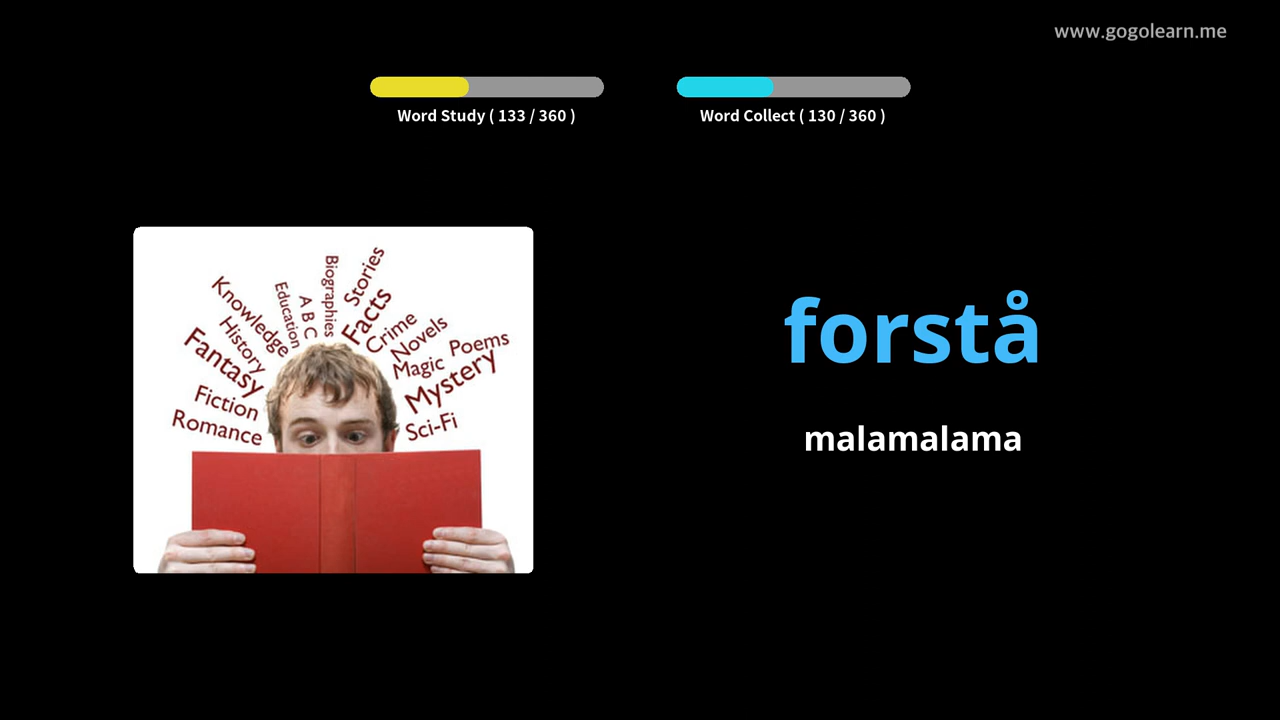 www.gogolearn.me
Word Study ( 133 / 360 )
Word Collect ( 130 / 360 )
Biographies
Stories
Education
A B C
Facts
Knowledge
Crime
History
Novels
Fantasy
Magic
Poems
Fiction
Mystery
Romance
Sci-Fi
forstå
malamalama